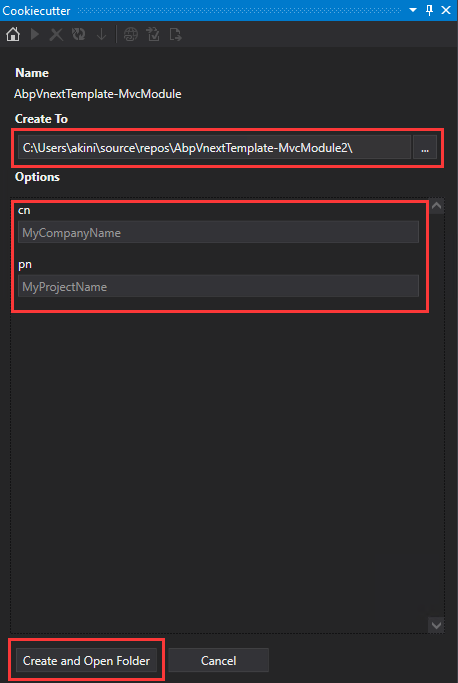 Cookiecutter
Name
AbpVnextTemplate-MvcModule
Create To
C:\Users\akini\source\repos\AbpVnextTemplate-MvcModule2\ ...
Options
cn
MyCompanyName
pn
MyProjectName
Create and Open Folder Cancel